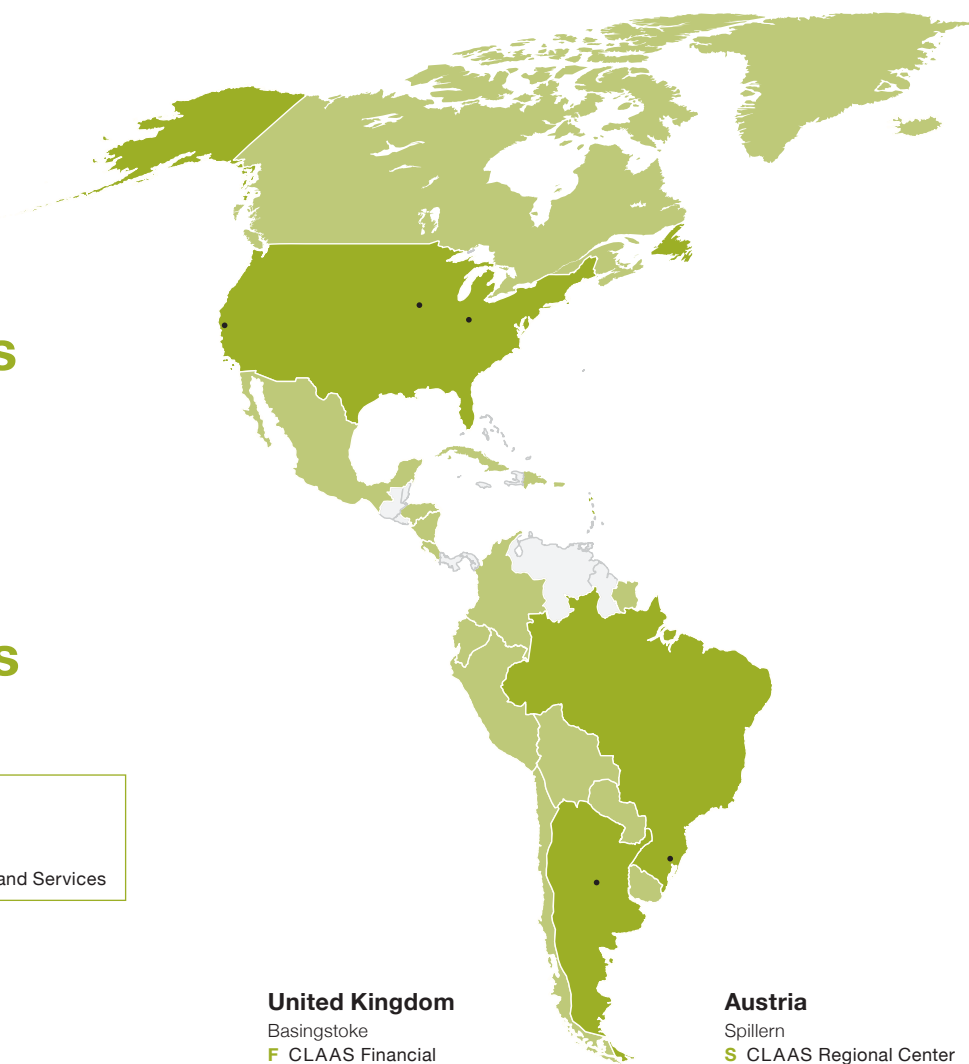 s
s
and Services
United Kingdom
Basingstoke
F CLAAS Financial
Austria
Spillern
S CLAAS Regional Center